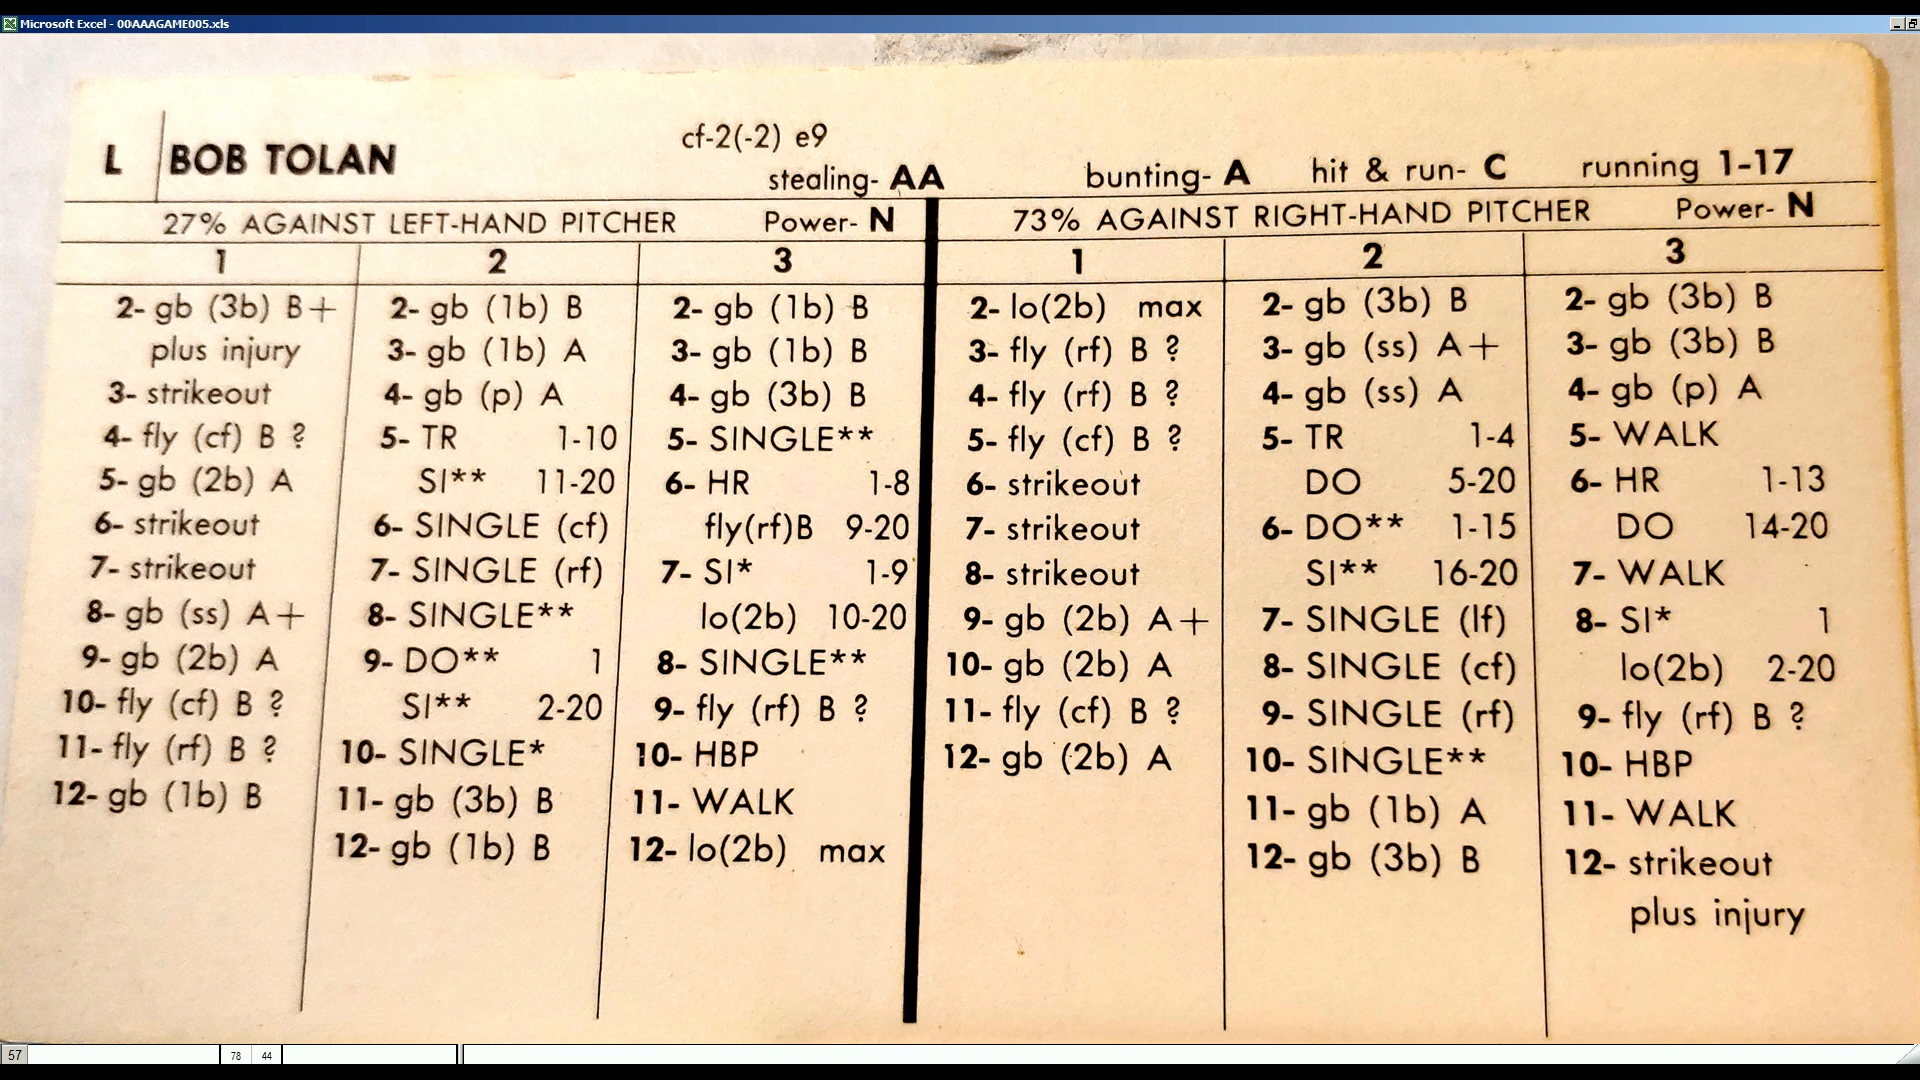 Microsoft Excel - 00AAAGAME005.xls
L BOB TOLAN
cf-2(-2) e9
stealing- AA bunting- A hit & run- C running 1-17
27% AGAINST LEFT-HAND PITCHER Power- N
1
2- gb (3b) B+
plus injury
3- strikeout
4- fly (cf) B ?
5- gb (2b) A
6- strikeout
7- strikeout
8- gb (ss) A+
9- gb (2b) A
10- fly (cf) B ?
11- fly (rf) B ?
12- gb (1b) B
2
2- gb (1b) B
3- gb (1b) A
4- gb (p) A
5- TR 1-10
SI** 11-20
6- SINGLE (cf)
7- SINGLE (rf)
8- SINGLE**
9- DO** 1
SI** 2-20
10- SINGLE*
11- gb (3b) B
12- gb (1b) B
3
2- gb (1b) B
3- gb (1b) B
4- gb (3b) B
5- SINGLE**
6- HR 1-8
fly(rf)B 9-20
7- SI* 1-9
lo(2b) 10-20
8- SINGLE**
9- fly (rf) B ?
10- HBP
11- WALK
12- lo(2b) max
73% AGAINST RIGHT-HAND PITCHER Power- N
1
2- lo(2b) max
3- fly (rf) B ?
4- fly (rf) B ?
5- fly (cf) B ?
6- strikeout
7- strikeout
8- strikeout
9- gb (2b) A+
10- gb (2b) A
11- fly (cf) B ?
12- gb (2b) A
2
2- gb (3b) B
3- gb (ss) A+
4- gb (ss) A
5- TR 1-4
DO 5-20
6- DO** 1-15
SI** 16-20
7- SINGLE (lf)
8- SINGLE (cf)
9- SINGLE (rf)
10- SINGLE**
11- gb (1b) A
12- gb (3b) B
3
2- gb (3b) B
3- gb (3b) B
4- gb (p) A
5- WALK
6- HR 1-13
DO 14-20
7- WALK
8- SI* 1
lo(2b) 2-20
9- fly (rf) B ?
10- HBP
11- WALK
12- strikeout
plus injury
57 78 44